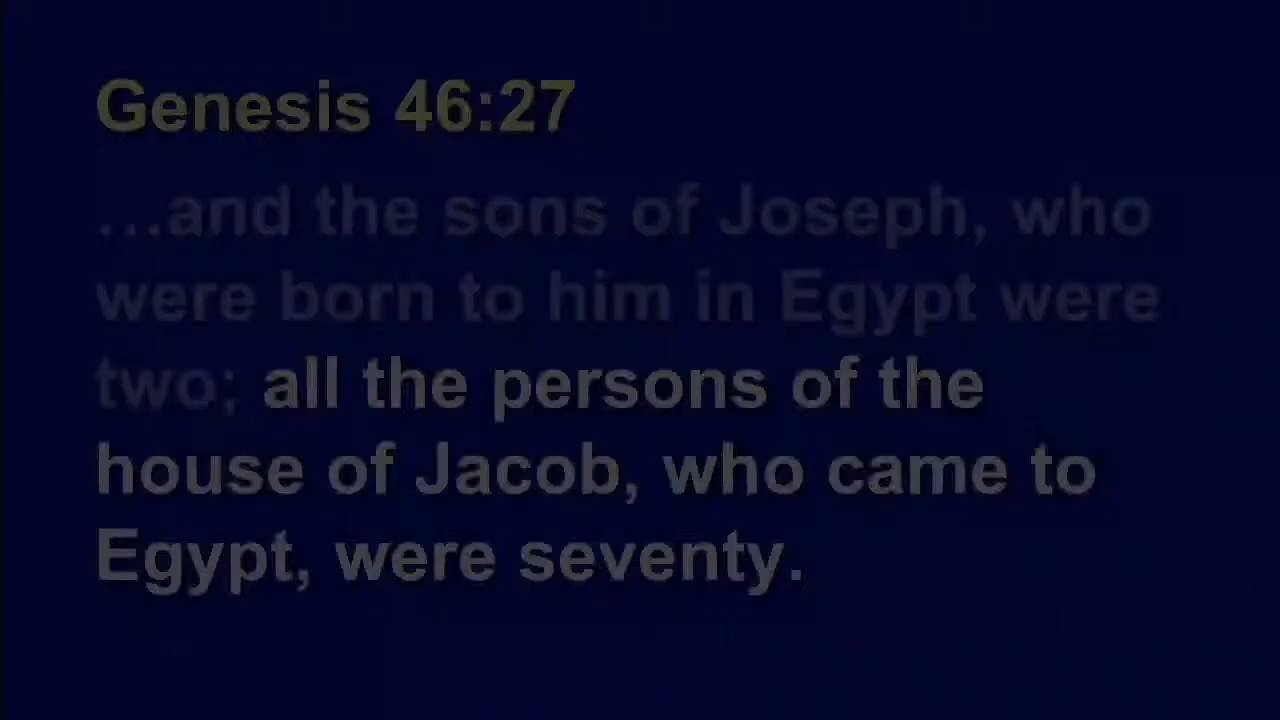 Genesis 46:27
...and the sons of Joseph, who
were born to him in Egypt were
two; all the persons of the
house of Jacob, who came to
Egypt, were seventy.